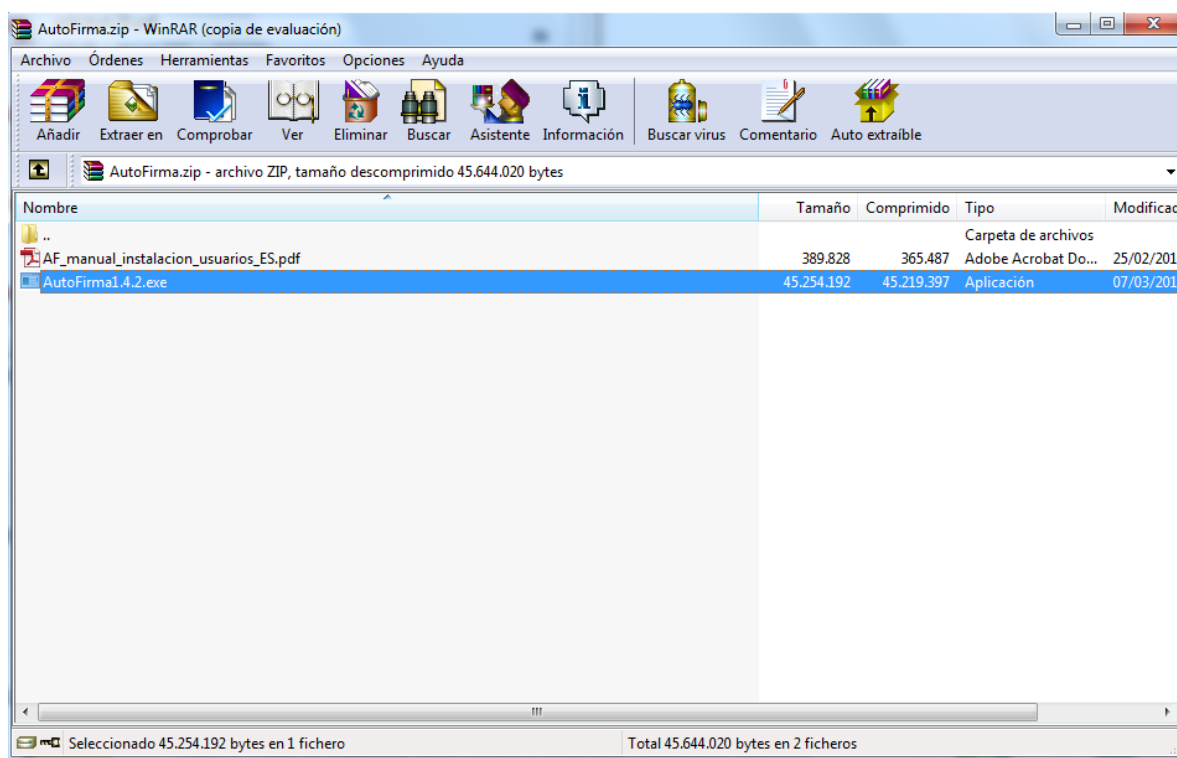 AutoFirma.zip - WinRAR (copia de evaluación)
Archivo Órdenes Herramientas Favoritos Opciones Ayuda
Añadir Extraer en Comprobar Ver Eliminar Buscar Asistente Información Buscar virus Comentario Auto extraíble
AutoFirma.zip - archivo ZIP, tamaño descomprimido 45.644.020 bytes
Nombre Tamaño Comprimido Tipo Modificac
.. Carpeta de archivos
AF_manual_instalacion_usuarios_ES.pdf 389.828 365.487 Adobe Acrobat Do... 25/02/201
AutoFirma1.4.2.exe 45.254.192 45.219.397 Aplicación 07/03/201
Seleccionado 45.254.192 bytes en 1 fichero Total 45.644.020 bytes en 2 ficheros